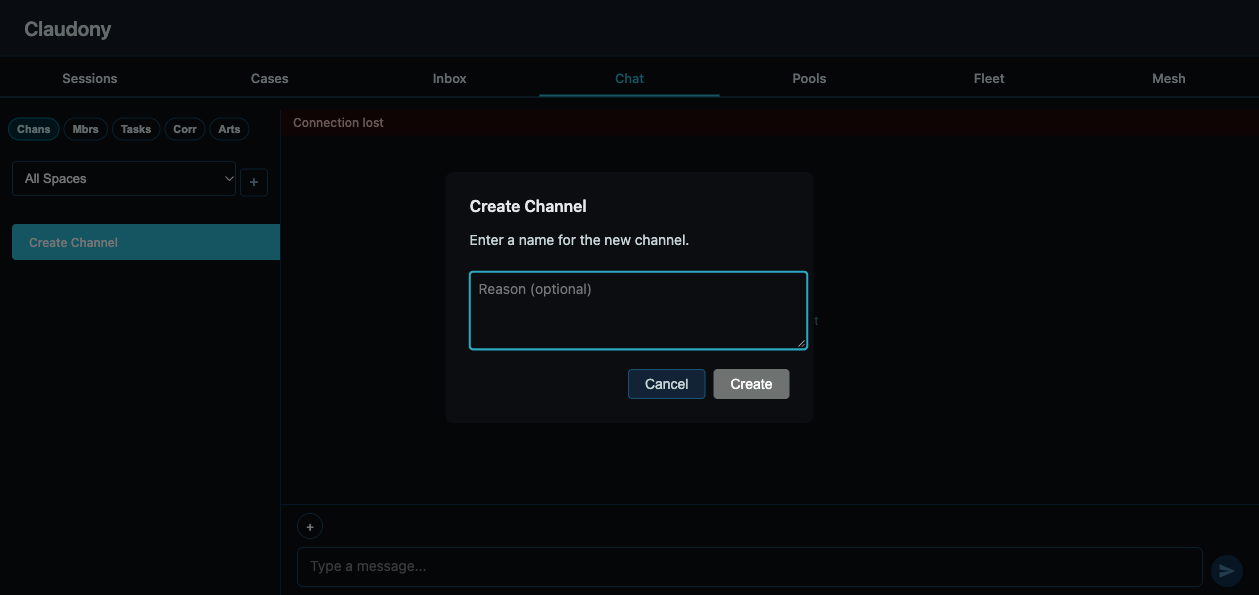 Claudony
Sessions
Cases
Inbox
Chat
Pools
Fleet
Mesh
Chans
Mbrs
Tasks
Corr
Arts
Connection lost
All Spaces
+
Create Channel
Create Channel
Enter a name for the new channel.
Reason (optional)
t
Cancel
Create
+
Type a message...